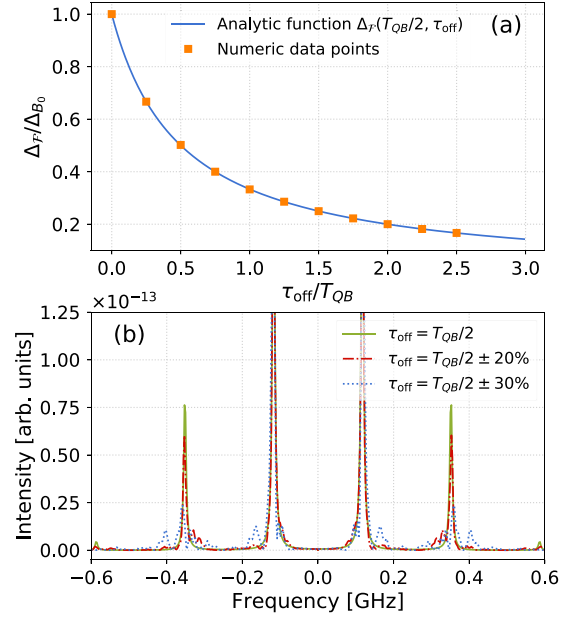 (a)
Analytic function Δ_ℱ(T_QB/2, τ_off)
Numeric data points
Δ_ℱ/Δ_B₀
1.0
0.8
0.6
0.4
0.2
0.0 0.5 1.0 1.5 2.0 2.5 3.0
τ_off/T_QB
×10⁻¹³
(b)
τ_off = T_QB/2
τ_off = T_QB/2 ± 20%
τ_off = T_QB/2 ± 30%
Intensity [arb. units]
1.25
1.00
0.75
0.50
0.25
0.00
−0.6 −0.4 −0.2 0.0 0.2 0.4 0.6
Frequency [GHz]